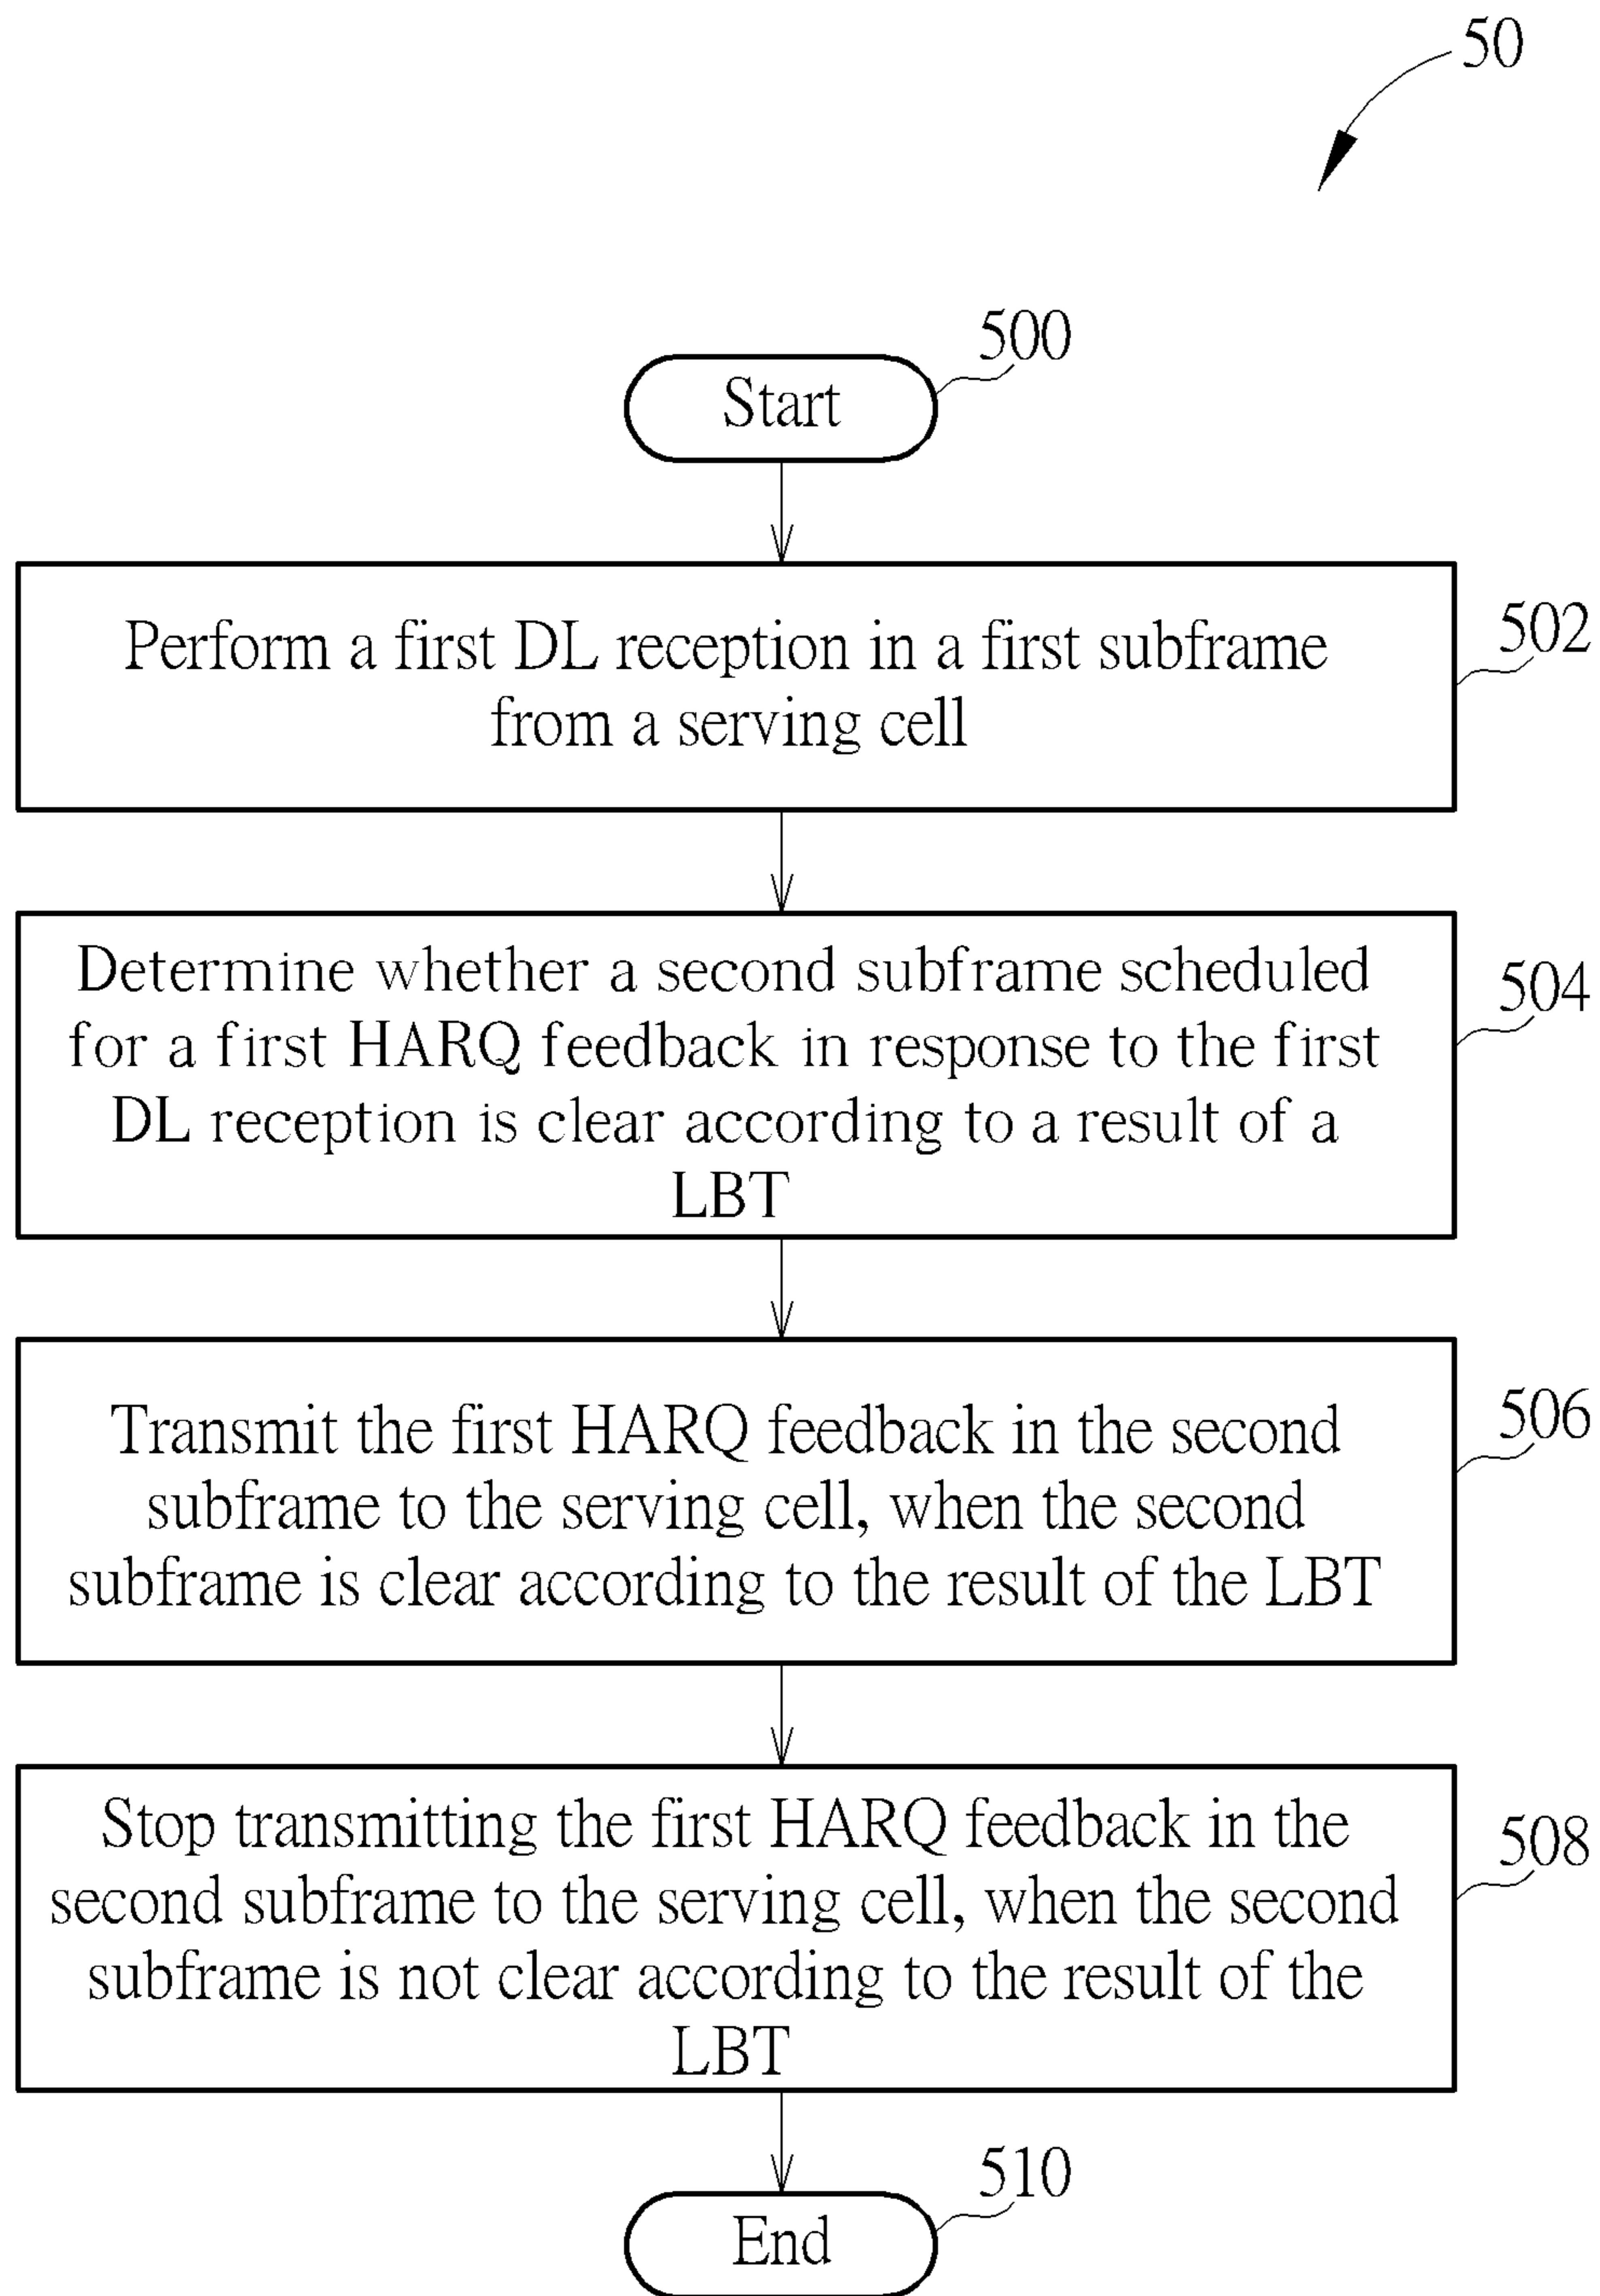 50
500
Start
502
Perform a first DL reception in a first subframe
from a serving cell
504
Determine whether a second subframe scheduled
for a first HARQ feedback in response to the first
DL reception is clear according to a result of a
LBT
506
Transmit the first HARQ feedback in the second
subframe to the serving cell, when the second
subframe is clear according to the result of the LBT
508
Stop transmitting the first HARQ feedback in the
second subframe to the serving cell, when the second
subframe is not clear according to the result of the
LBT
510
End